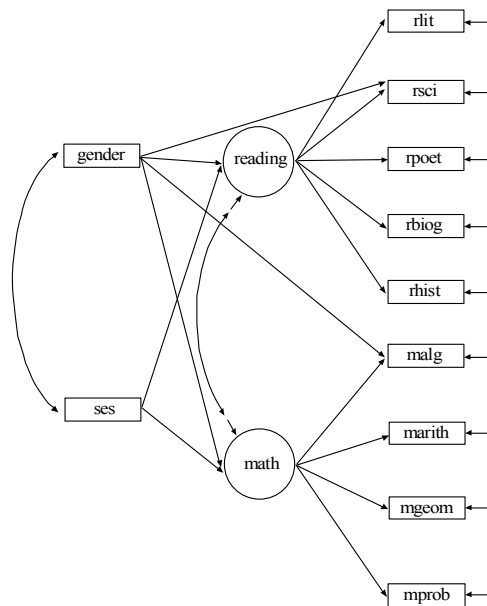 rlit
rsci
gender
reading
rpoet
rbiog
rhist
malg
ses
marith
math
mgeom
mprob